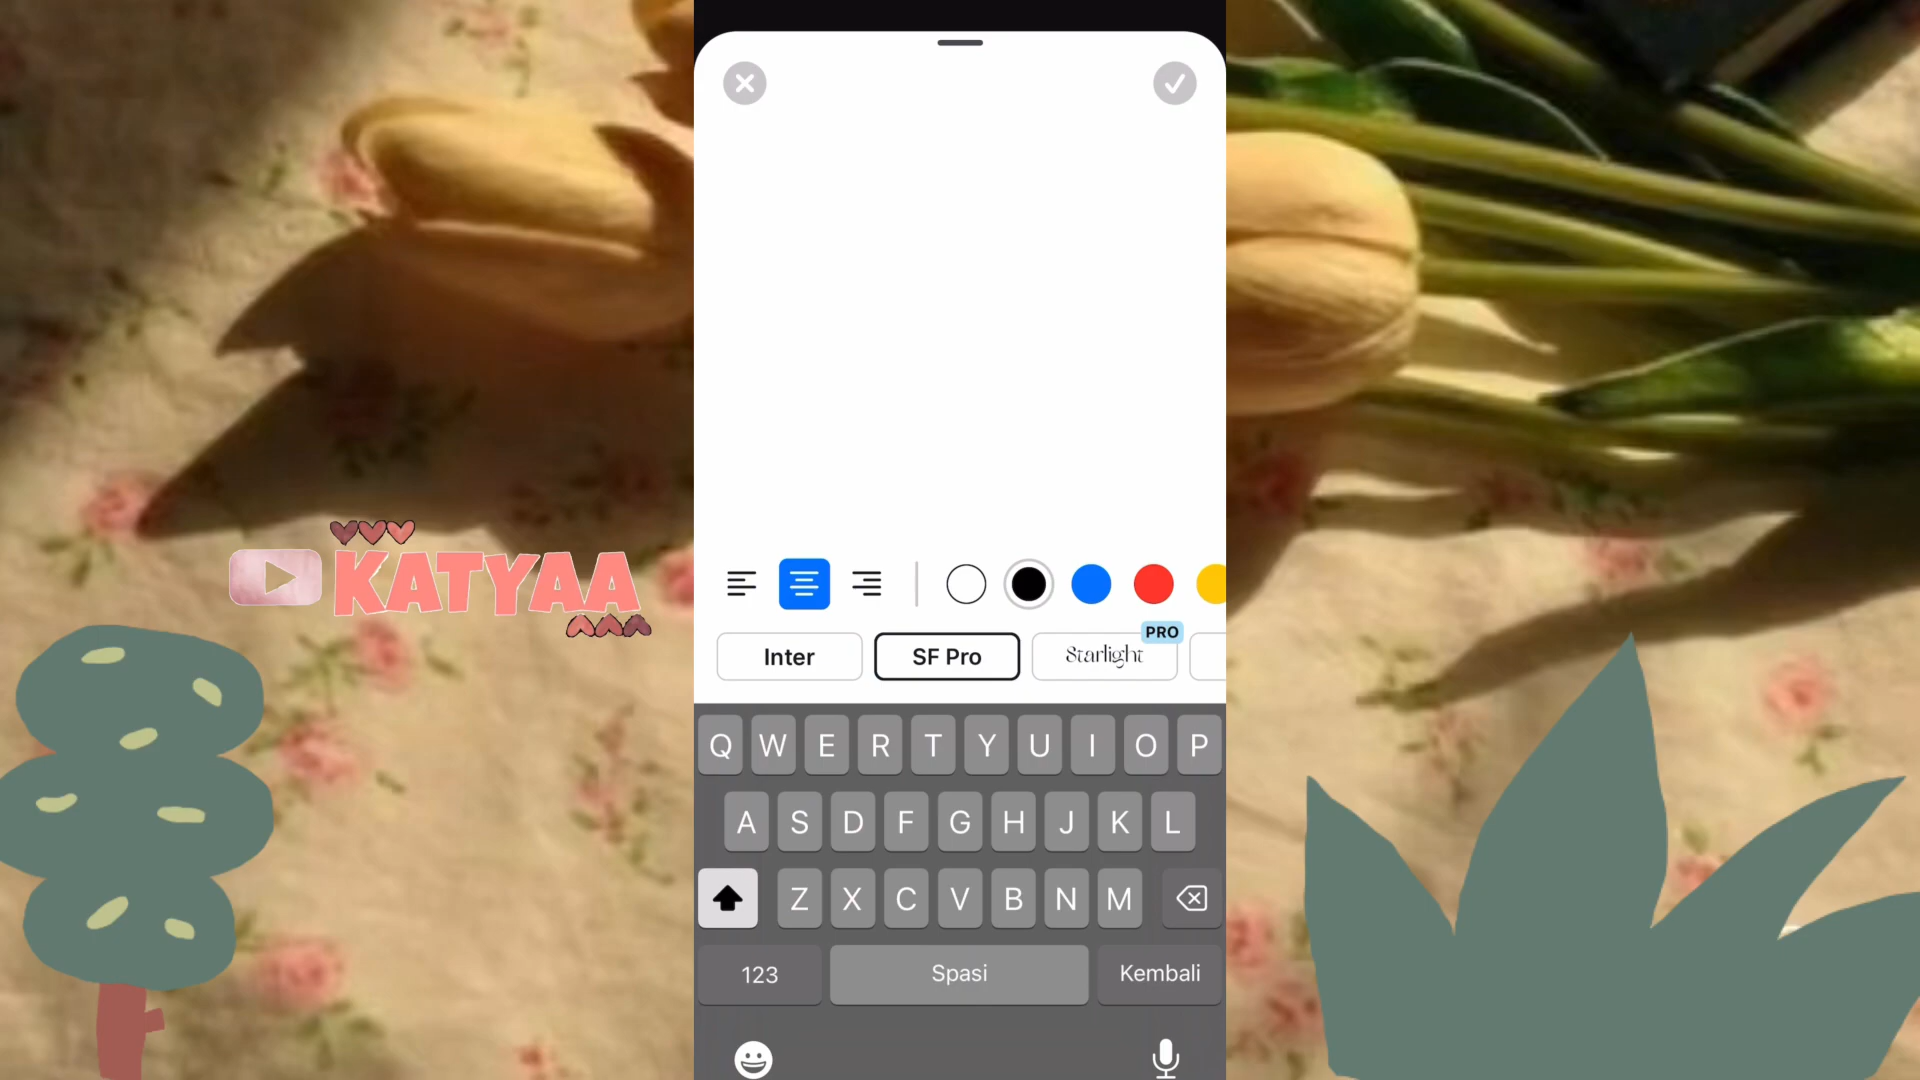 KATYAA
PRO
Inter
SF Pro
Starlight
Q W E R T Y U I O P
A S D F G H J K L
Z X C V B N M
123
Spasi
Kembali